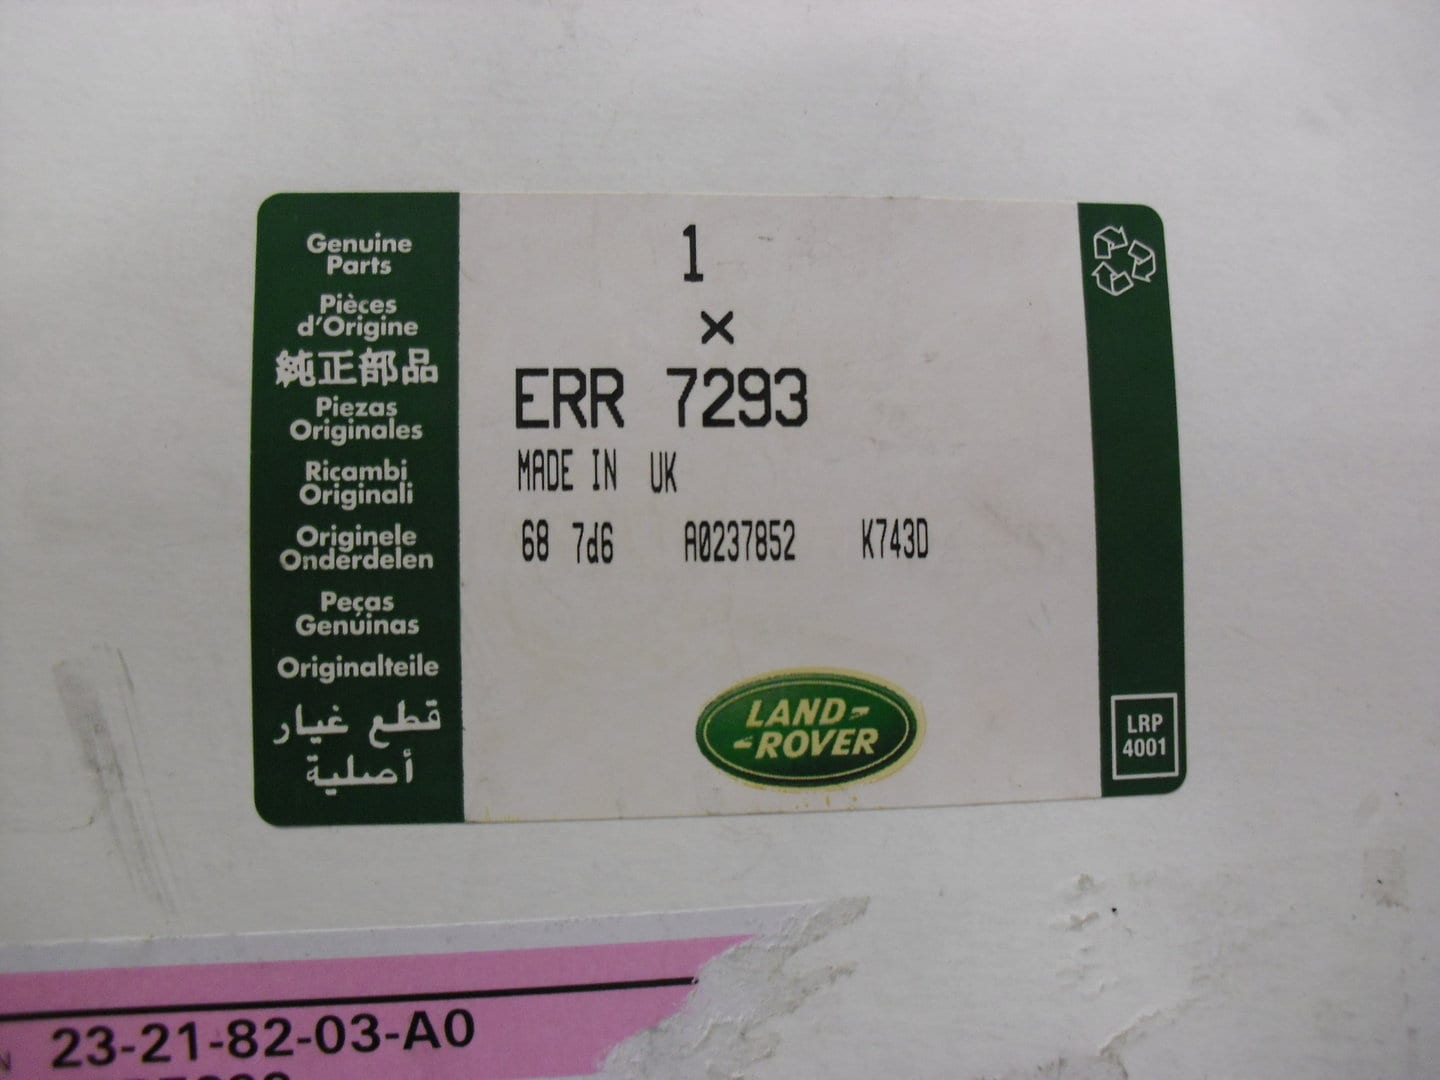 Genuine
Parts
Pièces
d'Origine
純正部品
Piezas
Originales
Ricambi
Originali
Originele
Onderdelen
Peças
Genuinas
Originalteile
قطع غيار
أصلية
1
×
ERR 7293
MADE IN UK
68 7d6 A0237852 K743D
LAND-
-ROVER
LRP
4001
23-21-82-03-A0